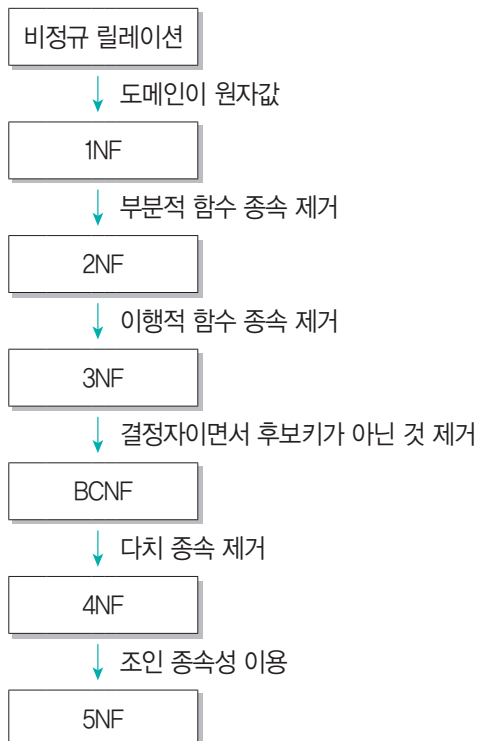 비정규 릴레이션
도메인이 원자값
1NF
부분적 함수 종속 제거
2NF
이행적 함수 종속 제거
3NF
결정자이면서 후보키가 아닌 것 제거
BCNF
다치 종속 제거
4NF
조인 종속성 이용
5NF